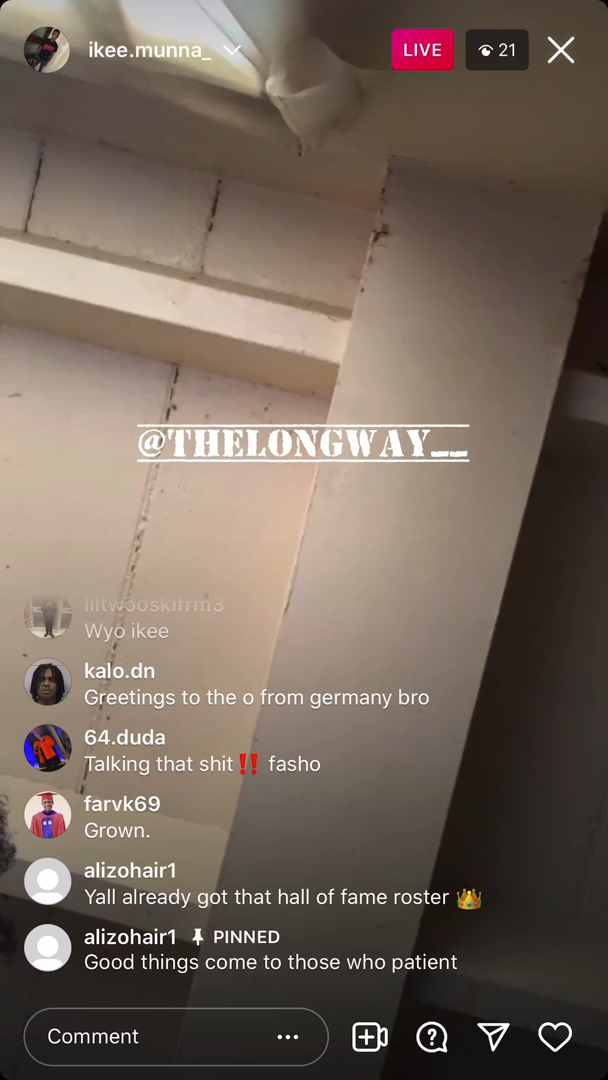 ikee.munna_
LIVE
21
@THELONGWAY__
liltwooskifrm3
Wyo ikee
kalo.dn
Greetings to the o from germany bro
64.duda
Talking that shit‼️ fasho
farvk69
Grown.
alizohair1
Yall already got that hall of fame roster 👑
alizohair1 📌 PINNED
Good things come to those who patient
Comment